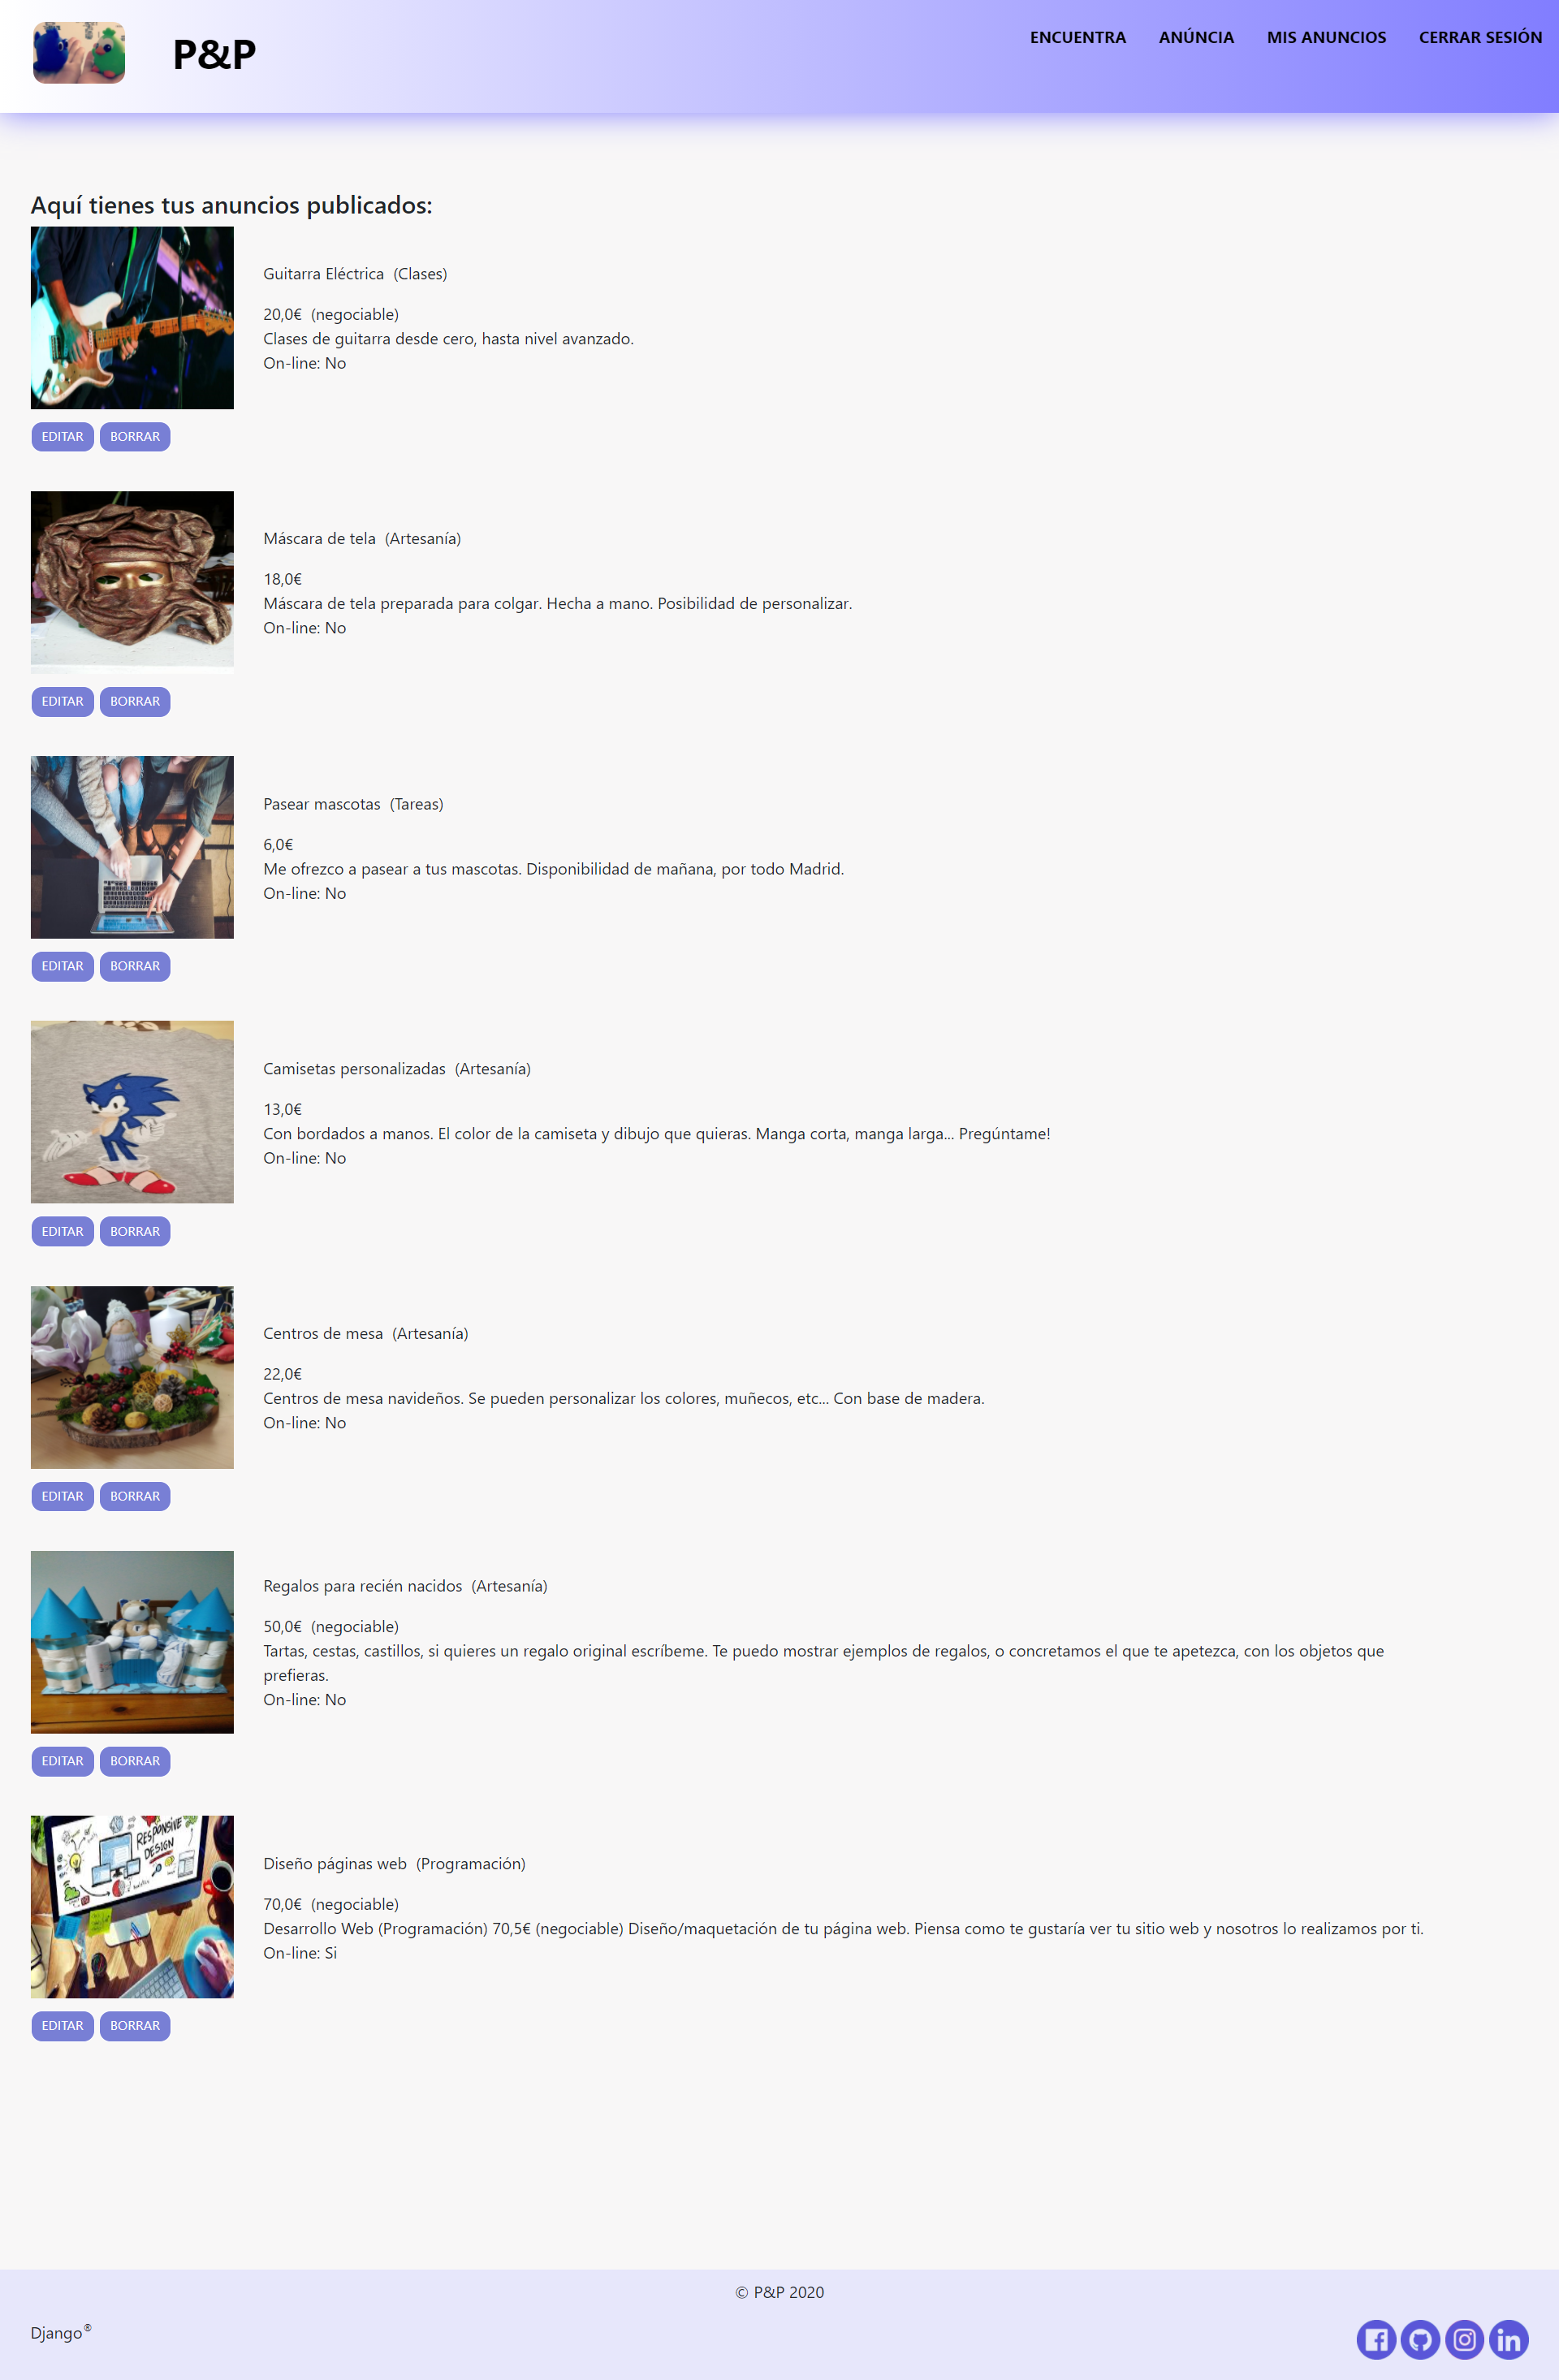 P&P
ENCUENTRA
ANÚNCIA
MIS ANUNCIOS
CERRAR SESIÓN
Aquí tienes tus anuncios publicados:
Guitarra Eléctrica (Clases)
20,0€ (negociable)
Clases de guitarra desde cero, hasta nivel avanzado.
On-line: No
EDITAR
BORRAR
Máscara de tela (Artesanía)
18,0€
Máscara de tela preparada para colgar. Hecha a mano. Posibilidad de personalizar.
On-line: No
EDITAR
BORRAR
Pasear mascotas (Tareas)
6,0€
Me ofrezco a pasear a tus mascotas. Disponibilidad de mañana, por todo Madrid.
On-line: No
EDITAR
BORRAR
Camisetas personalizadas (Artesanía)
13,0€
Con bordados a manos. El color de la camiseta y dibujo que quieras. Manga corta, manga larga... Pregúntame!
On-line: No
EDITAR
BORRAR
Centros de mesa (Artesanía)
22,0€
Centros de mesa navideños. Se pueden personalizar los colores, muñecos, etc... Con base de madera.
On-line: No
EDITAR
BORRAR
Regalos para recién nacidos (Artesanía)
50,0€ (negociable)
Tartas, cestas, castillos, si quieres un regalo original escríbeme. Te puedo mostrar ejemplos de regalos, o concretamos el que te apetezca, con los objetos que
prefieras.
On-line: No
EDITAR
BORRAR
RESPONSIVE
DESIGN
Diseño páginas web (Programación)
70,0€ (negociable)
Desarrollo Web (Programación) 70,5€ (negociable) Diseño/maquetación de tu página web. Piensa como te gustaría ver tu sitio web y nosotros lo realizamos por ti.
On-line: Si
EDITAR
BORRAR
© P&P 2020
Django®